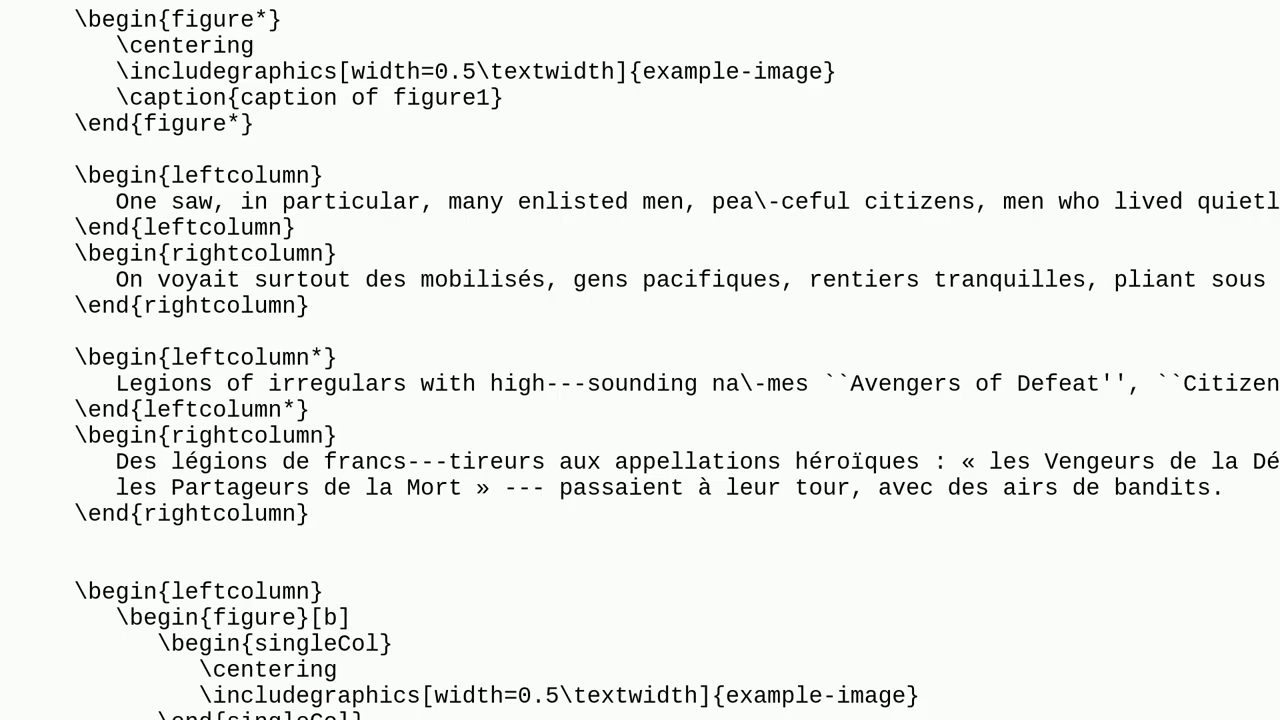 \begin{figure*}
\centering
\includegraphics[width=0.5\textwidth]{example-image}
\caption{caption of figure1}
\end{figure*}
\begin{leftcolumn}
One saw, in particular, many enlisted men, pea\-ceful citizens, men who lived quietl
\end{leftcolumn}
\begin{rightcolumn}
On voyait surtout des mobilisés, gens pacifiques, rentiers tranquilles, pliant sous
\end{rightcolumn}
\begin{leftcolumn*}
Legions of irregulars with high---sounding na\-mes ``Avengers of Defeat'', ``Citizen
\end{leftcolumn*}
\begin{rightcolumn}
Des légions de francs---tireurs aux appellations héroïques : « les Vengeurs de la Dé
les Partageurs de la Mort » --- passaient à leur tour, avec des airs de bandits.
\end{rightcolumn}
\begin{leftcolumn}
\begin{figure}[b]
\begin{singleCol}
\centering
\includegraphics[width=0.5\textwidth]{example-image}
\end{singleCol}